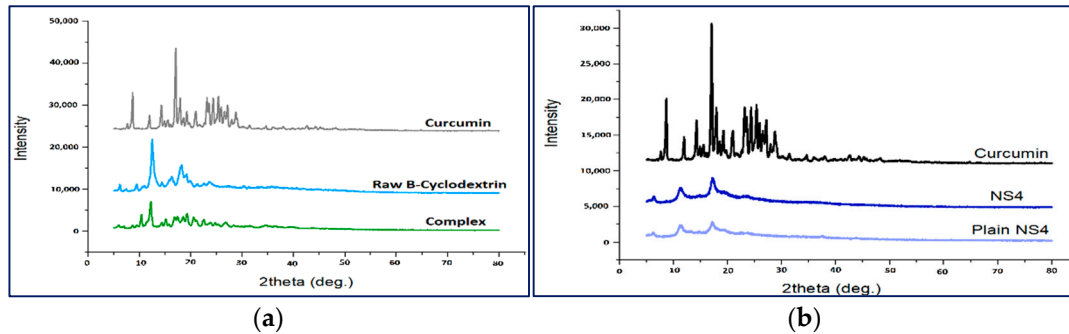 50,000
40,000
30,000
20,000
10,000
0
Intensity
Curcumin
Raw B-Cyclodextrin
Complex
0 10 20 30 40 50 60 70 80
2theta (deg.)
(a)
30,000
25,000
20,000
15,000
10,000
5,000
0
Intensity
Curcumin
NS4
Plain NS4
0 10 20 30 40 50 60 70 80
2theta (deg.)
(b)